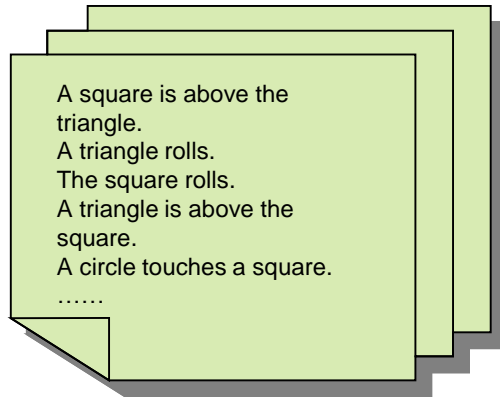 A square is above the
triangle.
A triangle rolls.
The square rolls.
A triangle is above the
square.
A circle touches a square.
……